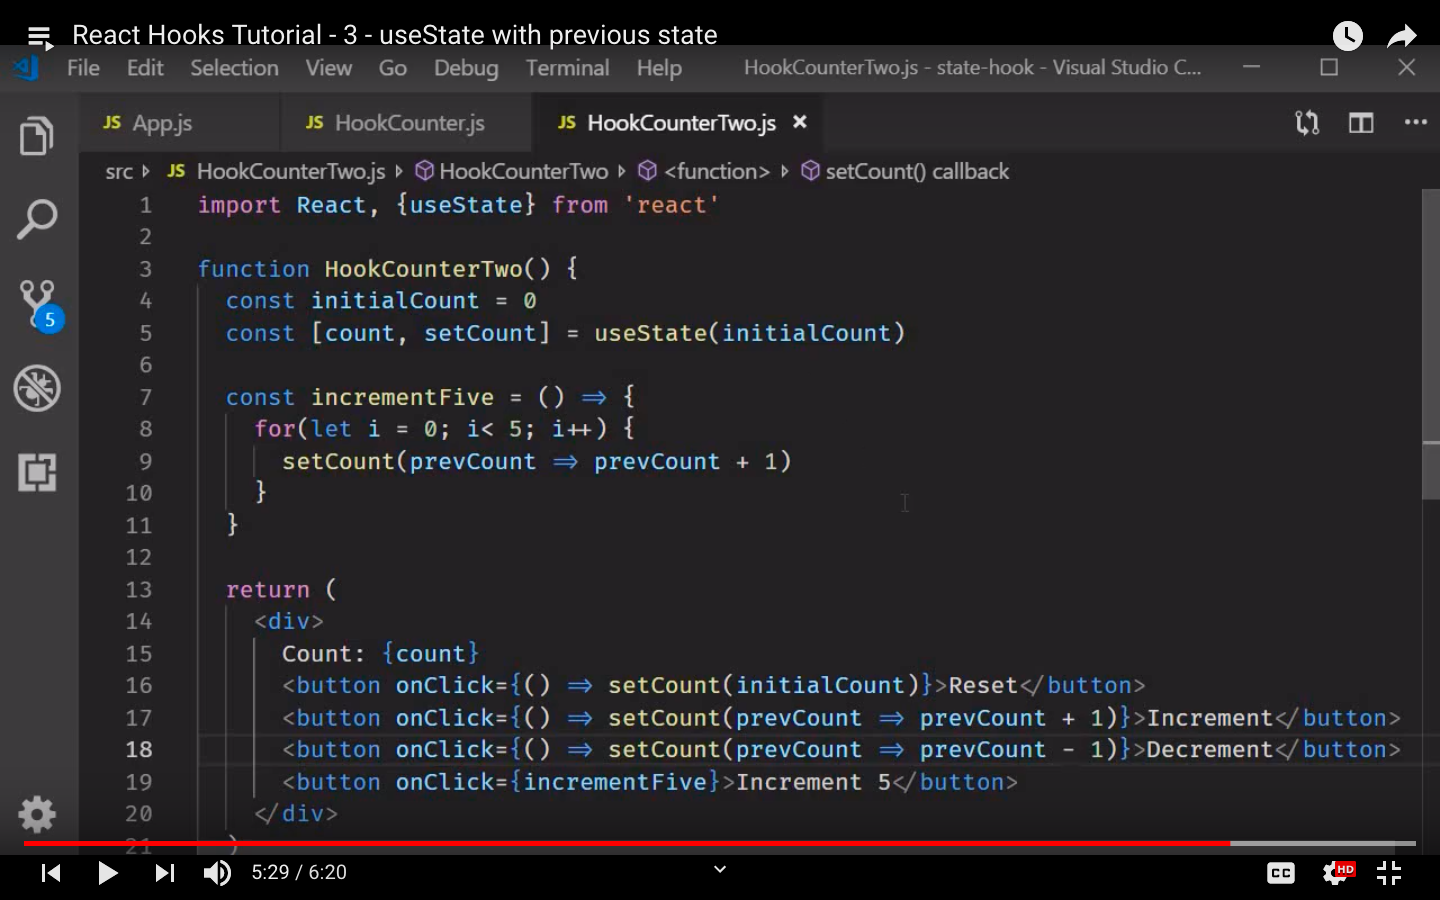 React Hooks Tutorial - 3 - useState with previous state
File Edit Selection View Go Debug Terminal Help HookCounterTwo.js - state-hook - Visual Studio C...
JS App.js JS HookCounter.js JS HookCounterTwo.js ×
src JS HookCounterTwo.js HookCounterTwo <function> setCount() callback
1 import React, {useState} from 'react'
2
3 function HookCounterTwo() {
4 const initialCount = 0
5 const [count, setCount] = useState(initialCount)
6
7 const incrementFive = () => {
8 for(let i = 0; i< 5; i++) {
9 setCount(prevCount => prevCount + 1)
10 }
11 }
12
13 return (
14 <div>
15 Count: {count}
16 <button onClick={() => setCount(initialCount)}>Reset</button>
17 <button onClick={() => setCount(prevCount => prevCount + 1)}>Increment</button>
18 <button onClick={() => setCount(prevCount => prevCount - 1)}>Decrement</button>
19 <button onClick={incrementFive}>Increment 5</button>
20 </div>
21 )
5
5:29 / 6:20 CC HD